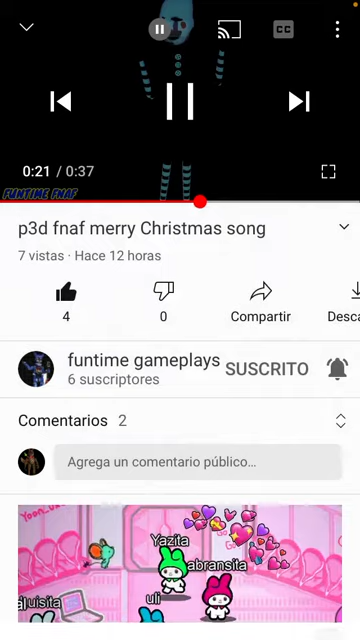 CC
0:21 / 0:37
FUNTIME FNAF
p3d fnaf merry Christmas song
7 vistas · Hace 12 horas
4
0
Compartir
Desca
funtime gameplays
SUSCRITO
6 suscriptores
Comentarios 2
Agrega un comentario público...
Yazita
abransita
uli
luisita